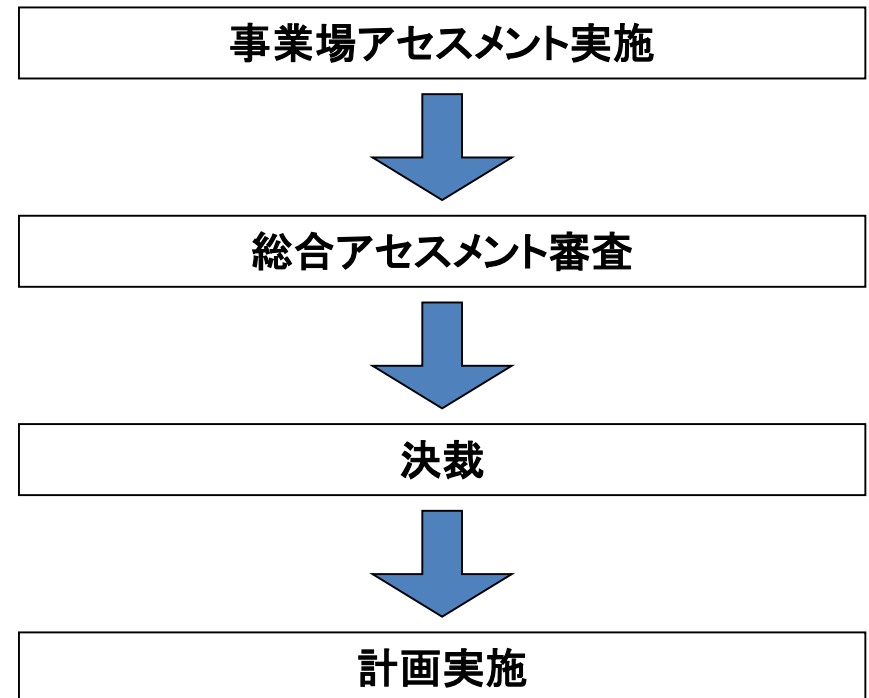 事業場アセスメント実施
総合アセスメント審査
決裁
計画実施